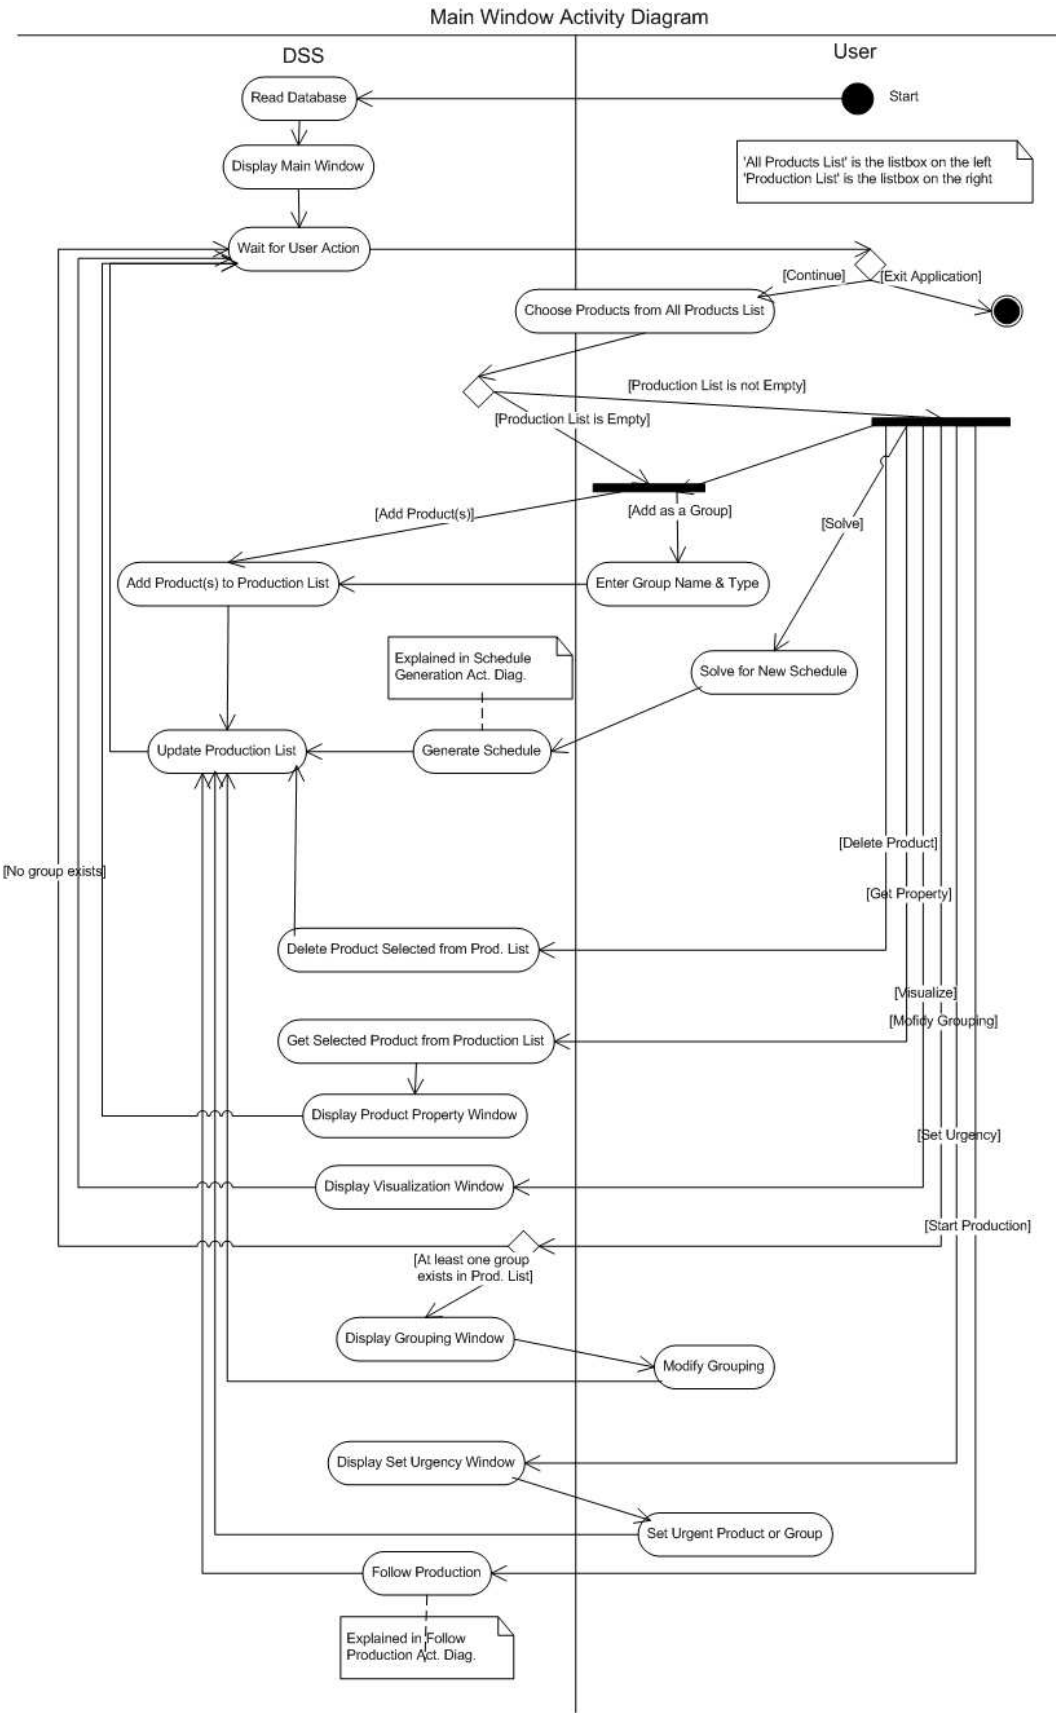 Main Window Activity Diagram
DSS
User
Read Database
Start
Display Main Window
'All Products List' is the listbox on the left
'Production List' is the listbox on the right
Wait for User Action
[Continue]
[Exit Application]
Choose Products from All Products List
[Production List is not Empty]
[Production List is Empty]
[Add Product(s)]
[Add as a Group]
[Solve]
Add Product(s) to Production List
Enter Group Name & Type
Explained in Schedule
Generation Act. Diag.
Solve for New Schedule
Update Production List
Generate Schedule
[Delete Product]
[No group exists]
[Get Property]
Delete Product Selected from Prod. List
[Visualize]
[Mofidy Grouping]
Get Selected Product from Production List
Display Product Property Window
[Set Urgency]
Display Visualization Window
[Start Production]
[At least one group
exists in Prod. List]
Display Grouping Window
Modify Grouping
Display Set Urgency Window
Set Urgent Product or Group
Follow Production
Explained in Follow
Production Act. Diag.